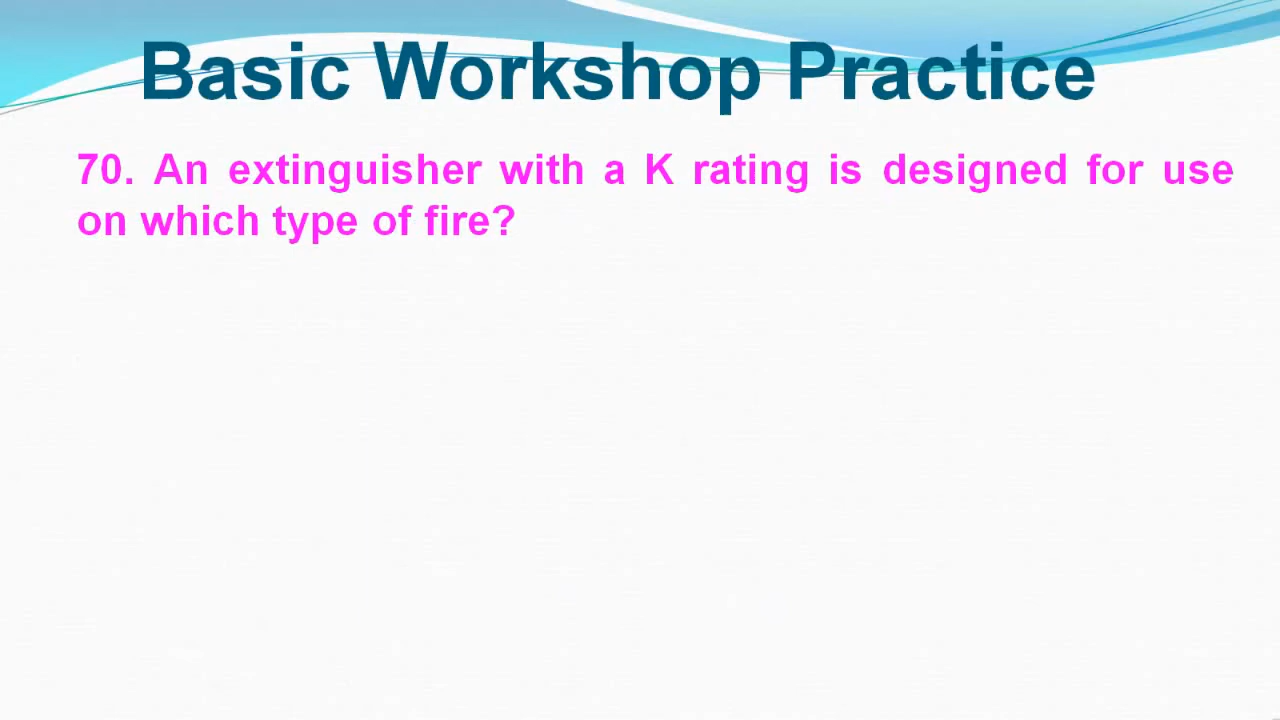 Basic Workshop Practice
70. An extinguisher with a K rating is designed for use
on which type of fire?